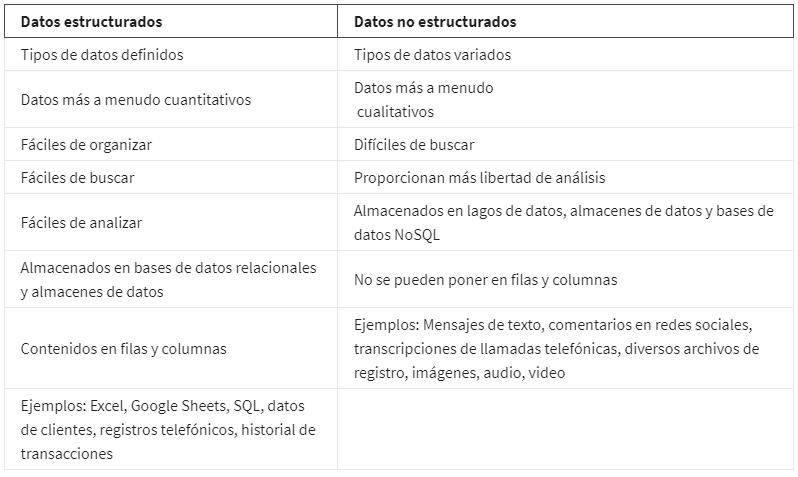 Datos estructurados
Datos no estructurados
Tipos de datos definidos
Tipos de datos variados
Datos más a menudo cuantitativos
Datos más a menudo
cualitativos
Fáciles de organizar
Difíciles de buscar
Fáciles de buscar
Proporcionan más libertad de análisis
Fáciles de analizar
Almacenados en lagos de datos, almacenes de datos y bases de
datos NoSQL
Almacenados en bases de datos relacionales
y almacenes de datos
No se pueden poner en filas y columnas
Contenidos en filas y columnas
Ejemplos: Mensajes de texto, comentarios en redes sociales,
transcripciones de llamadas telefónicas, diversos archivos de
registro, imágenes, audio, video
Ejemplos: Excel, Google Sheets, SQL, datos
de clientes, registros telefónicos, historial de
transacciones